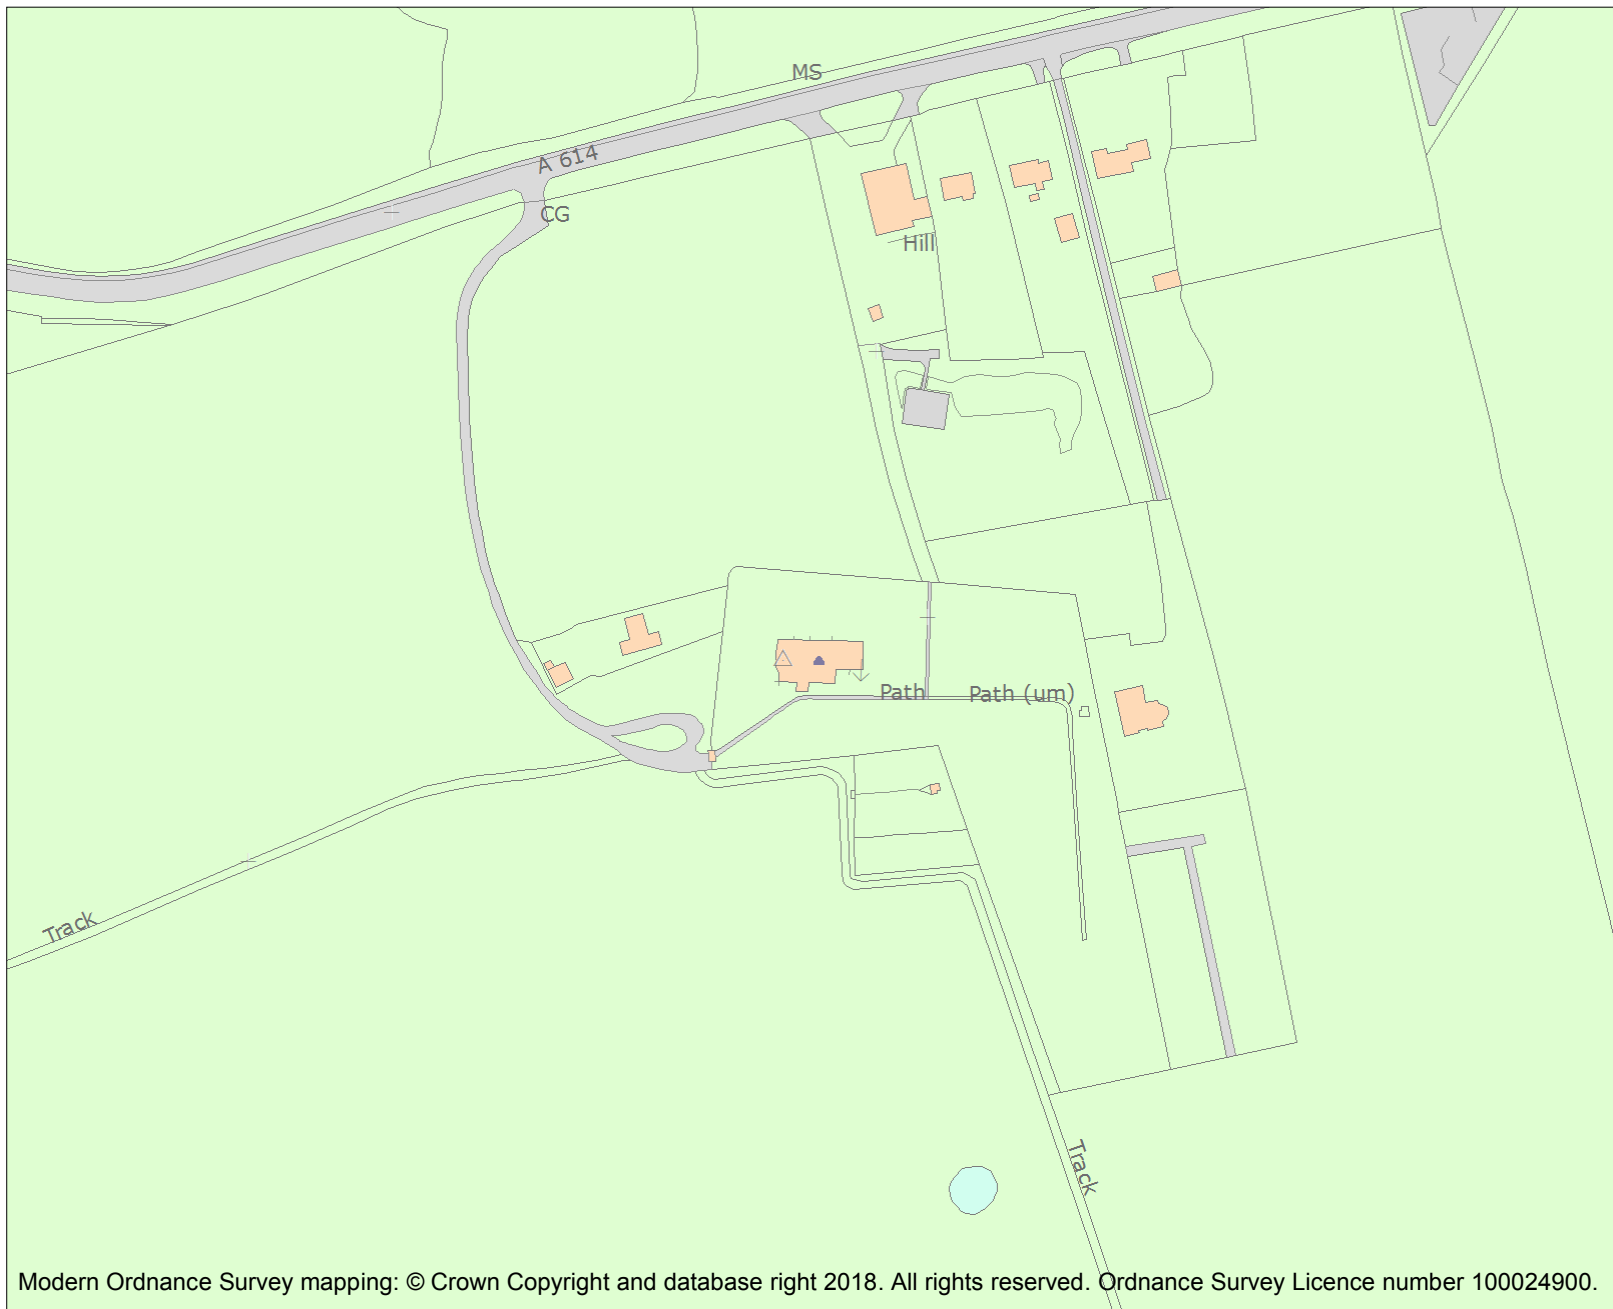 MS
A 614
CG
Hill
Path
Path (um)
Track
Track
Modern Ordnance Survey mapping: © Crown Copyright and database right 2018. All rights reserved. Ordnance Survey Licence number 100024900.